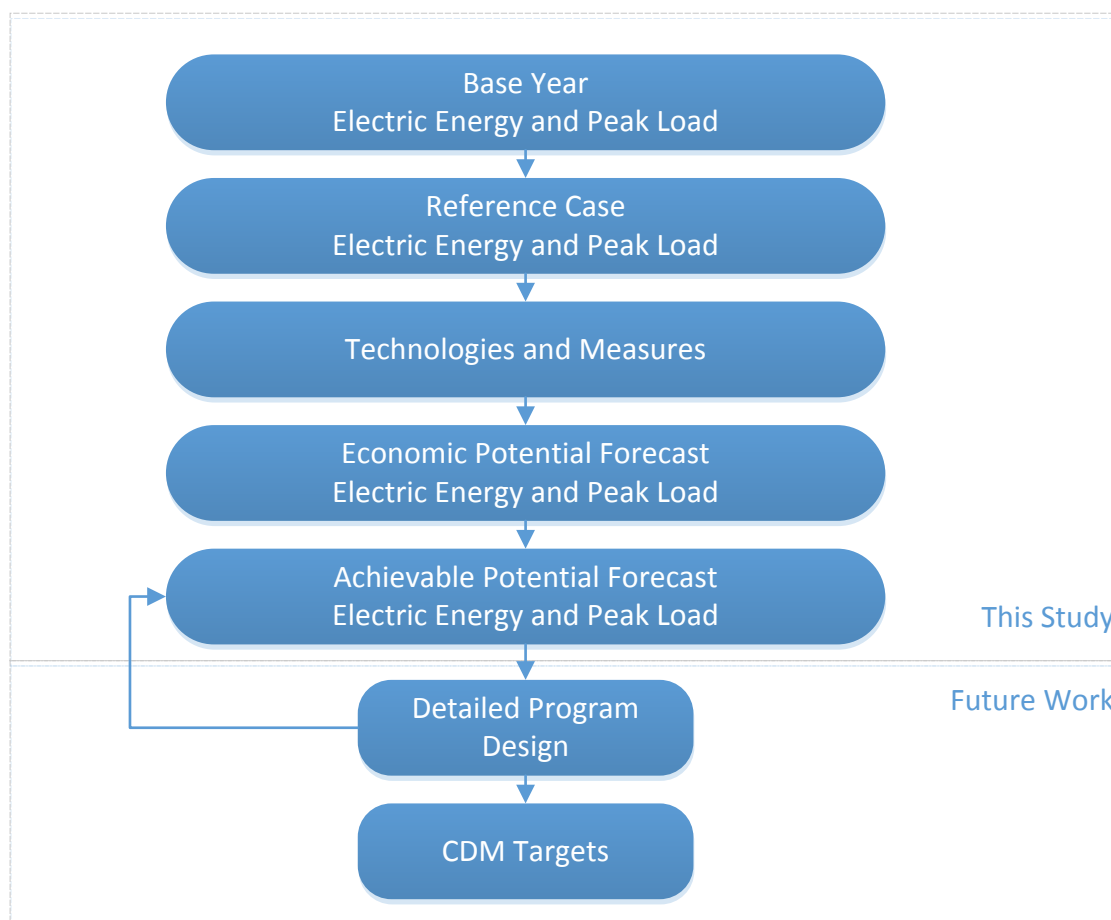 Base Year
Electric Energy and Peak Load
Reference Case
Electric Energy and Peak Load
Technologies and Measures
Economic Potential Forecast
Electric Energy and Peak Load
Achievable Potential Forecast
Electric Energy and Peak Load
This Study
Future Work
Detailed Program
Design
CDM Targets